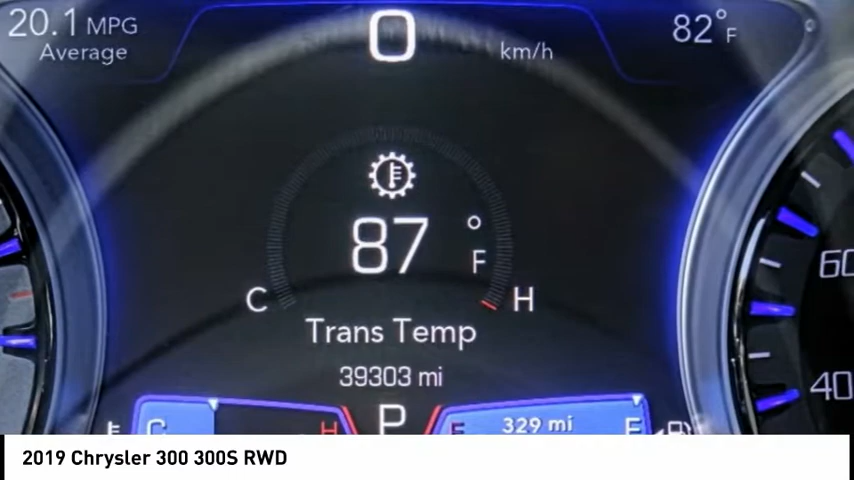 20.1 MPG
Average
0
km/h
82°F
87 °F
C H
Trans Temp
39303 mi
P
C H
E 329 mi F
60
40
2019 Chrysler 300 300S RWD